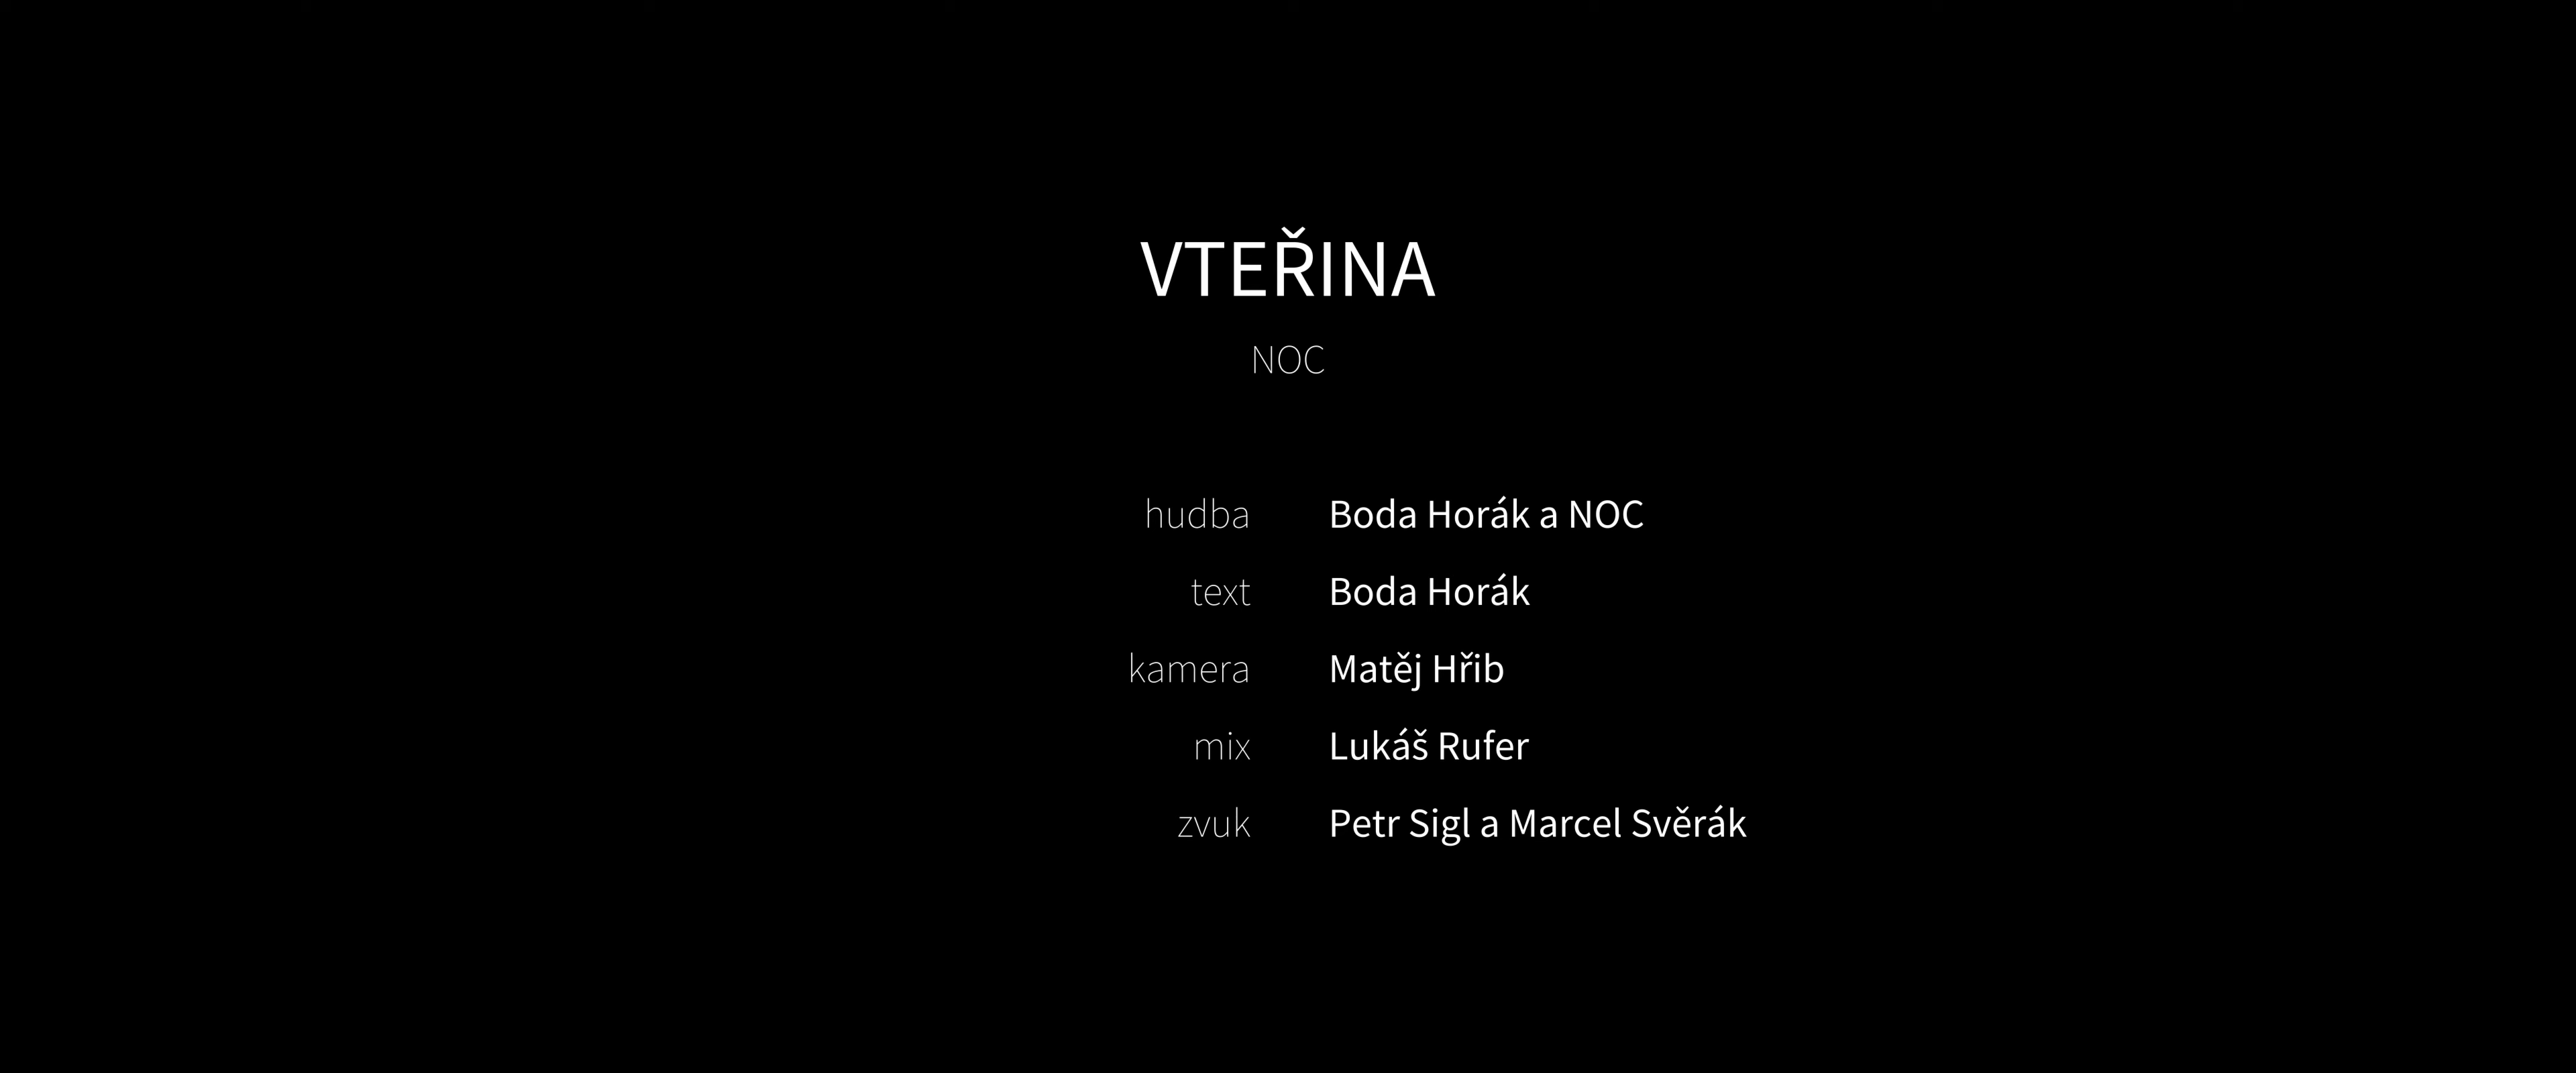 VTEŘINA
NOC
hudba Boda Horák a NOC
text Boda Horák
kamera Matěj Hřib
mix Lukáš Rufer
zvuk Petr Sigl a Marcel Svěrák